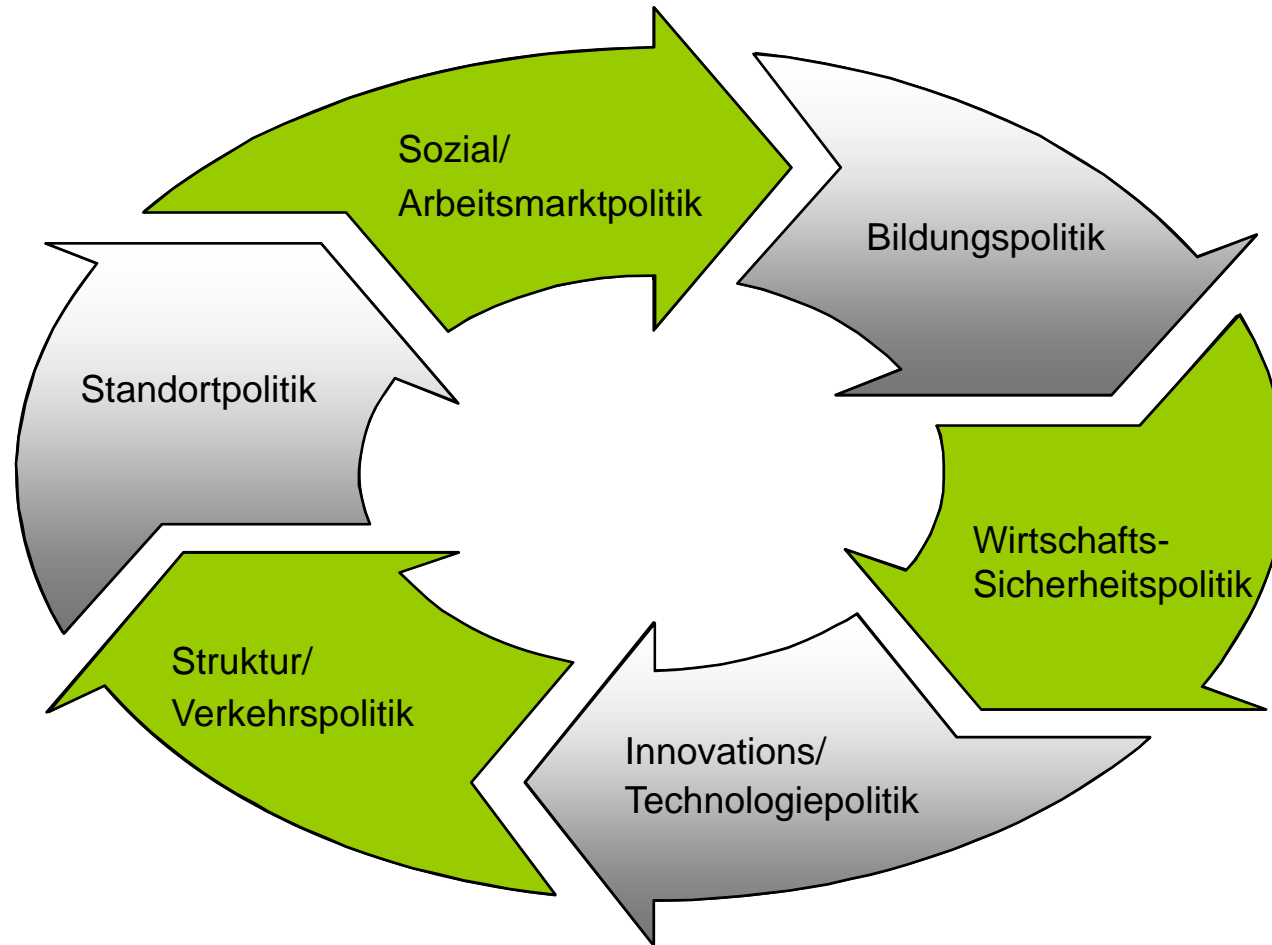 Sozial/
Arbeitsmarktpolitik
Bildungspolitik
Standortpolitik
Wirtschafts-
Sicherheitspolitik
Struktur/
Verkehrspolitik
Innovations/
Technologiepolitik